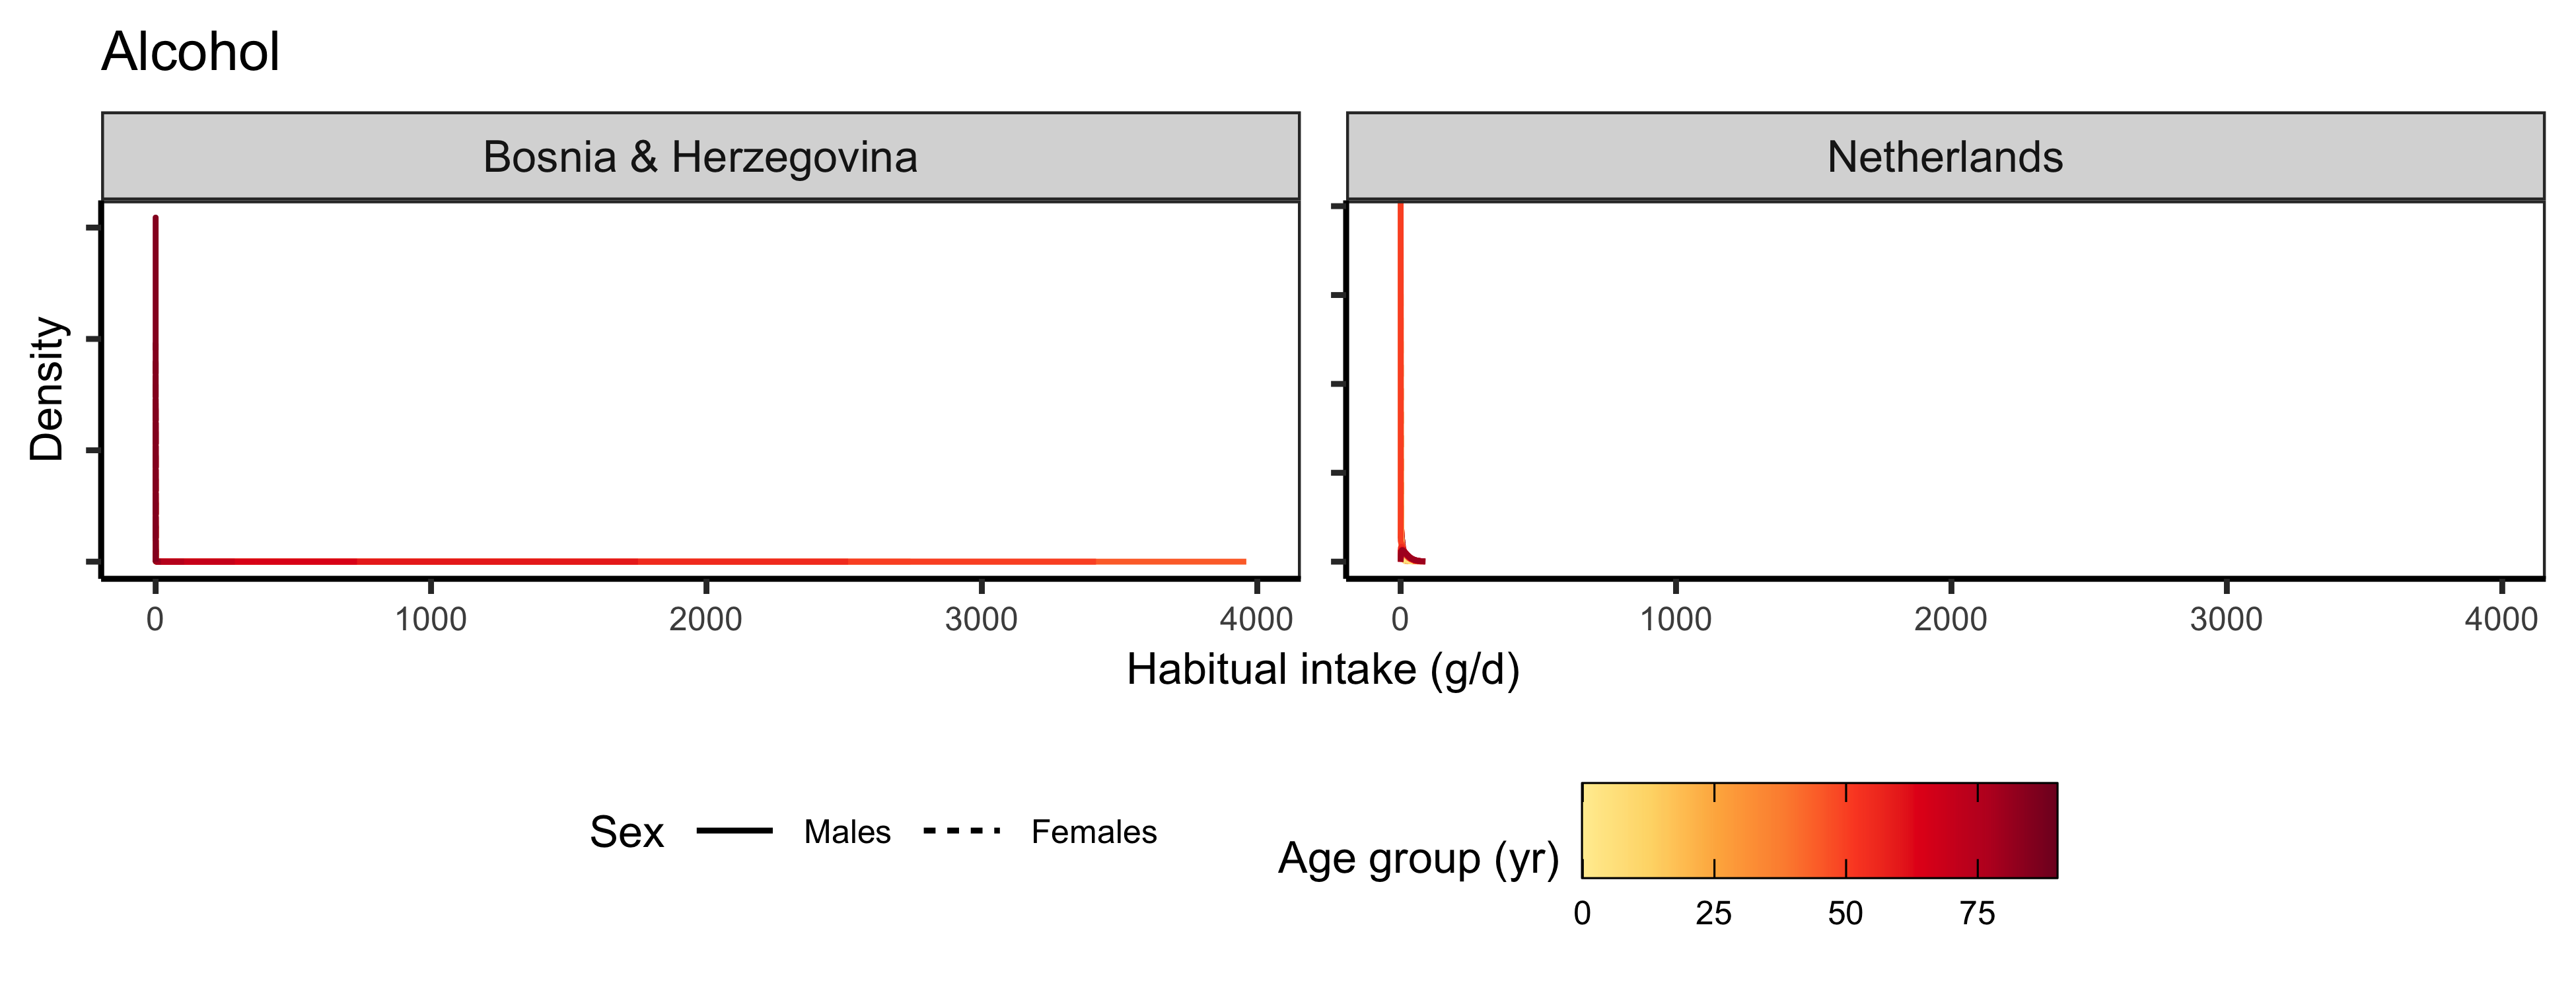 Alcohol
Bosnia & Herzegovina
Netherlands
Density
0 1000 2000 3000 4000
0 1000 2000 3000 4000
Habitual intake (g/d)
Sex Males Females
Age group (yr)
0 25 50 75